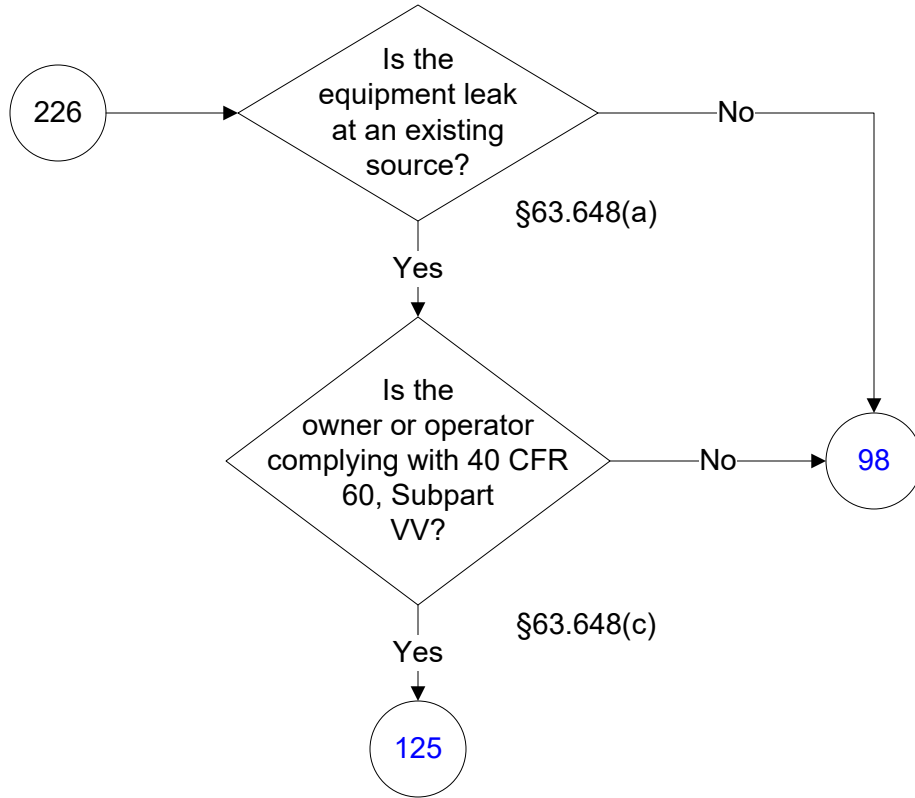 226
Is the
equipment leak
at an existing
source?
No
§63.648(a)
Yes
Is the
owner or operator
complying with 40 CFR
60, Subpart
VV?
No
98
§63.648(c)
Yes
125